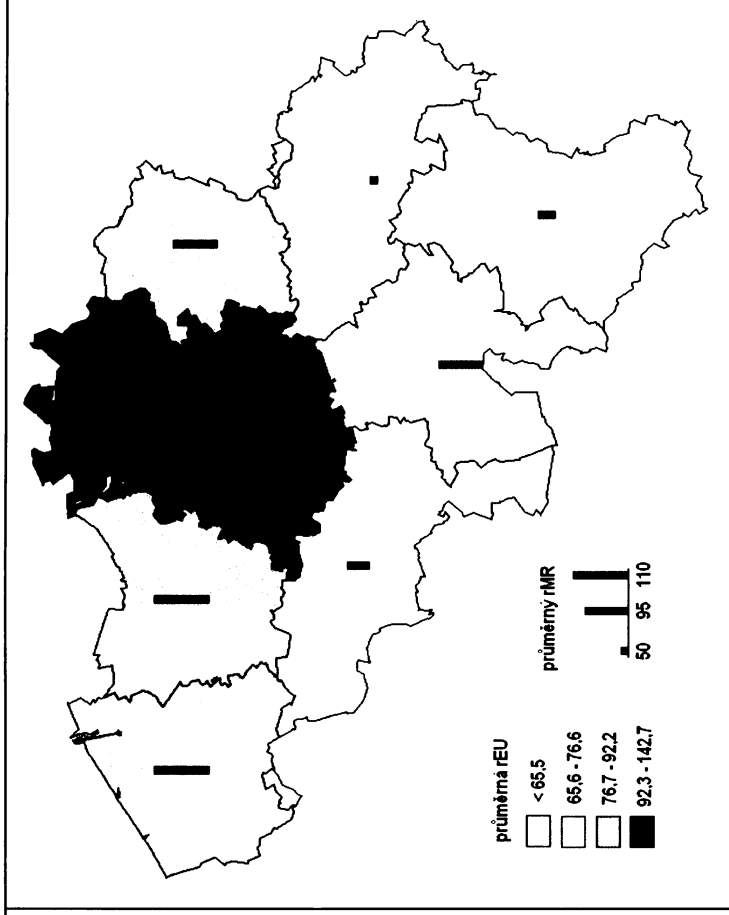 průměrná rEU
< 65,5
65,6 - 76,6
76,7 - 92,2
92,3 - 142,7
průměrný rMR
50
95
110